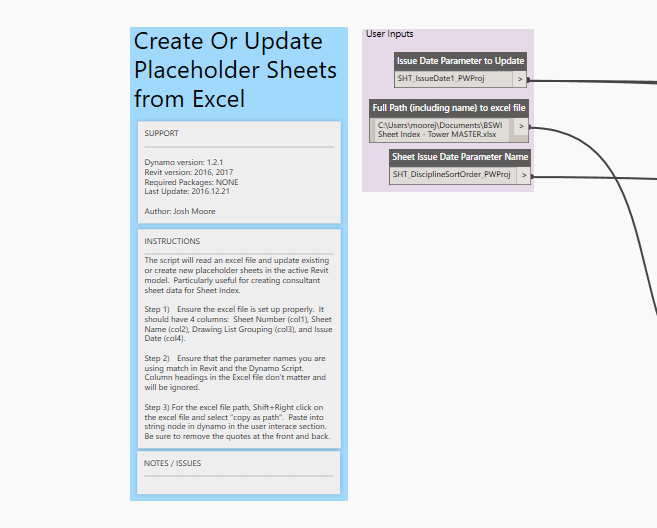 Create Or Update
Placeholder Sheets
from Excel
SUPPORT
Dynamo version: 1.2.1
Revit version: 2016, 2017
Required Packages: NONE
Last Update: 2016.12.21
Author: Josh Moore
INSTRUCTIONS
The script will read an excel file and update existing
or create new placeholder sheets in the active Revit
model.  Particularly useful for creating consultant
sheet data for Sheet Index.
Step 1)   Ensure the excel file is set up properly.  It
should have 4 columns:  Sheet Number (col1), Sheet
Name (col2), Drawing List Grouping (col3), and Issue
Date (col4).
Step 2)   Ensure that the parameter names you are
using match in Revit and the Dynamo Script.
Column headings in the Excel file don't matter and
will be ignored.
Step 3) For the excel file path, Shift+Right click on
the excel file and select "copy as path".  Paste into
string node in dynamo in the user interace section.
Be sure to remove the quotes at the front and back.
NOTES / ISSUES
User Inputs
Issue Date Parameter to Update
SHT_IssueDate1_PWProj >
Full Path (including name) to excel file
C:\Users\moorej\Documents\BSWI >
Sheet Index - Tower MASTER.xlsx
Sheet Issue Date Parameter Name
SHT_DisciplineSortOrder_PWProj >